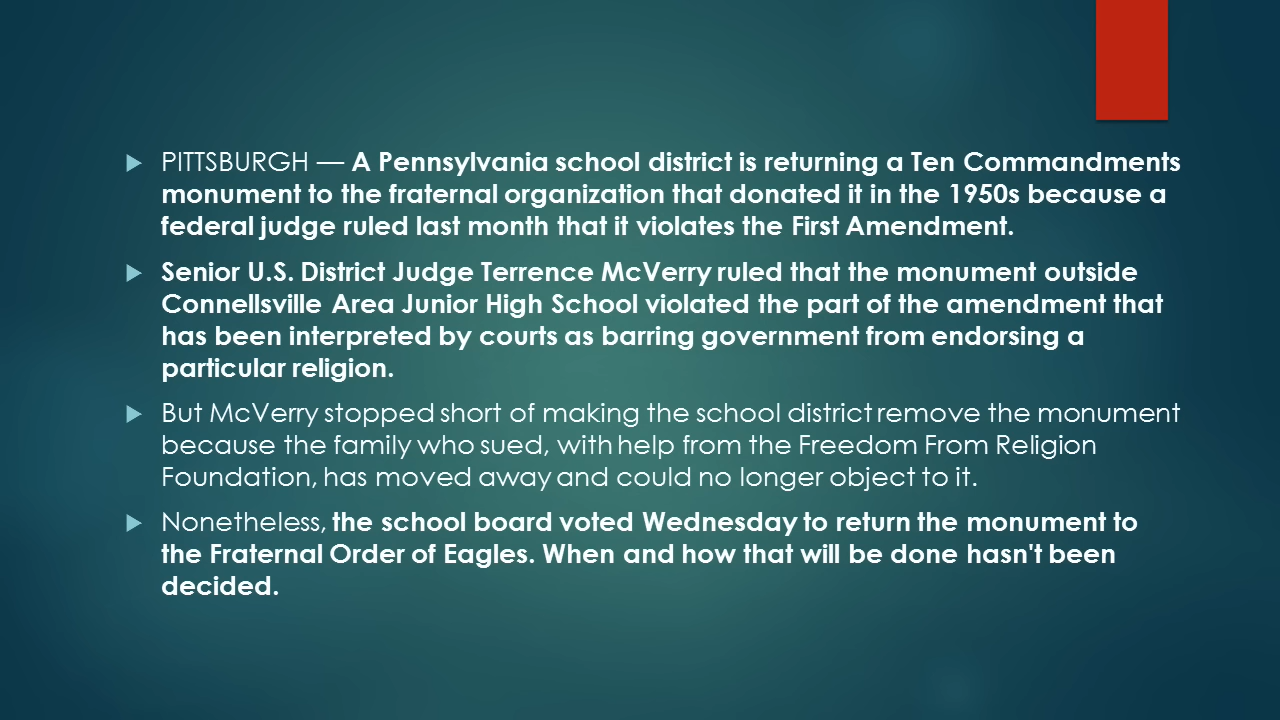 PITTSBURGH — A Pennsylvania school district is returning a Ten Commandments
monument to the fraternal organization that donated it in the 1950s because a
federal judge ruled last month that it violates the First Amendment.
Senior U.S. District Judge Terrence McVerry ruled that the monument outside
Connellsville Area Junior High School violated the part of the amendment that
has been interpreted by courts as barring government from endorsing a
particular religion.
But McVerry stopped short of making the school district remove the monument
because the family who sued, with help from the Freedom From Religion
Foundation, has moved away and could no longer object to it.
Nonetheless, the school board voted Wednesday to return the monument to
the Fraternal Order of Eagles. When and how that will be done hasn't been
decided.